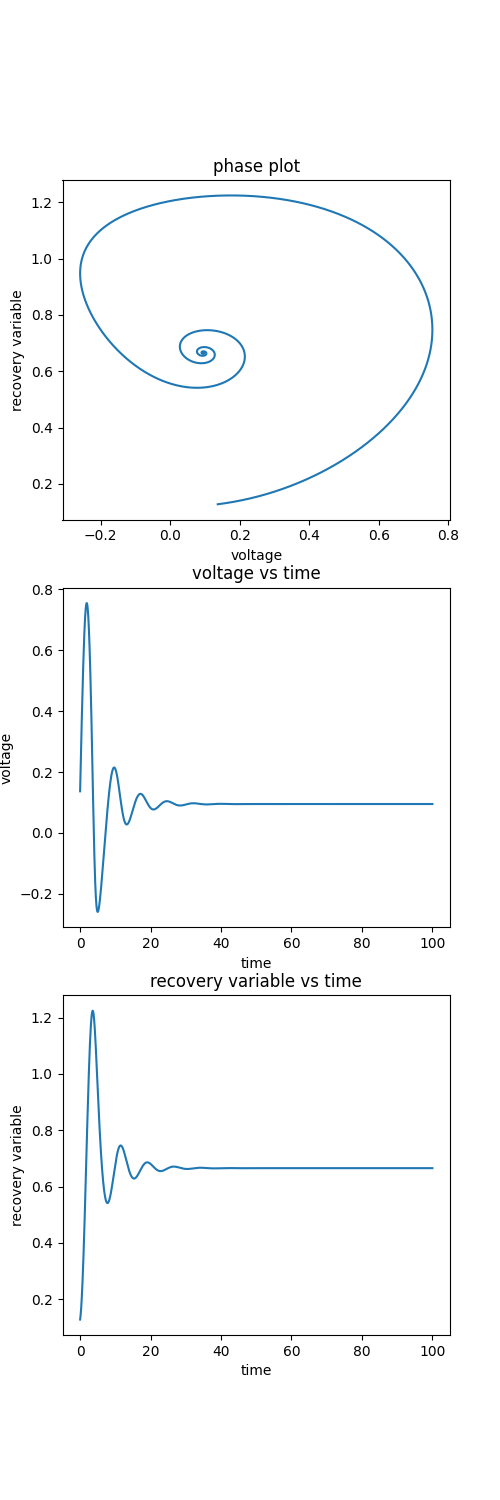 phase plot
1.2
1.0
0.8
0.6
0.4
0.2
recovery variable
−0.2 0.0 0.2 0.4 0.6 0.8
voltage
voltage vs time
0.8
0.6
0.4
0.2
0.0
−0.2
voltage
0 20 40 60 80 100
time
recovery variable vs time
1.2
1.0
0.8
0.6
0.4
0.2
recovery variable
0 20 40 60 80 100
time